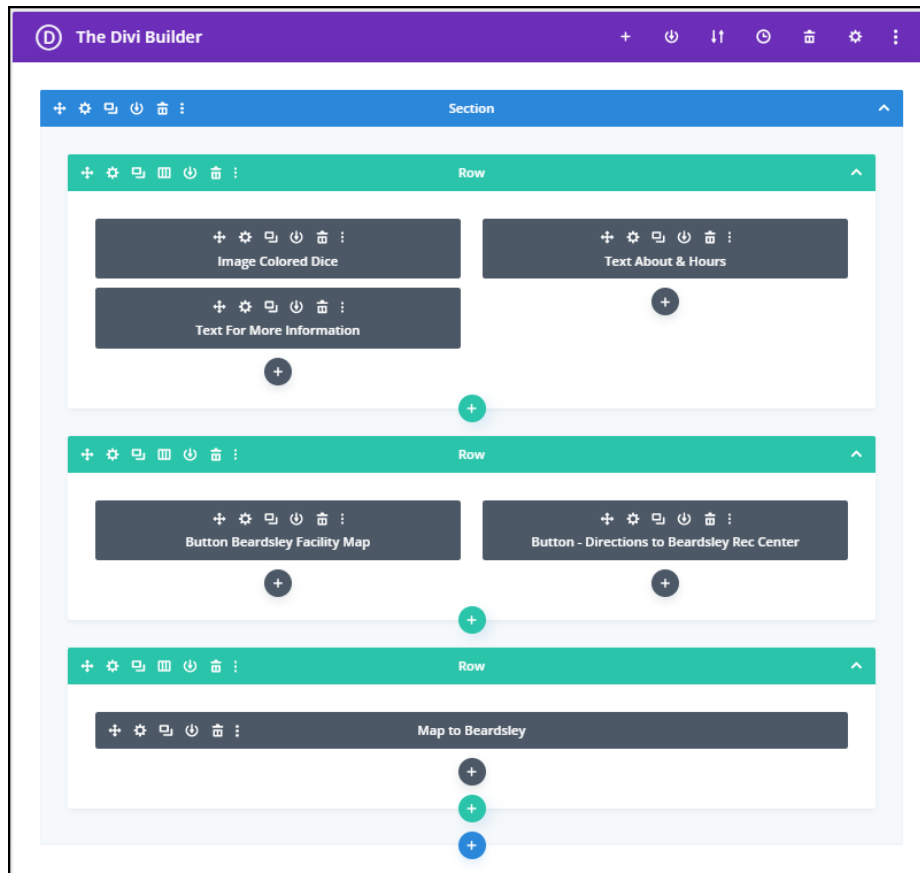 D The Divi Builder
Section
Row
Image Colored Dice
Text About & Hours
Text For More Information
Row
Button Beardsley Facility Map
Button - Directions to Beardsley Rec Center
Row
Map to Beardsley